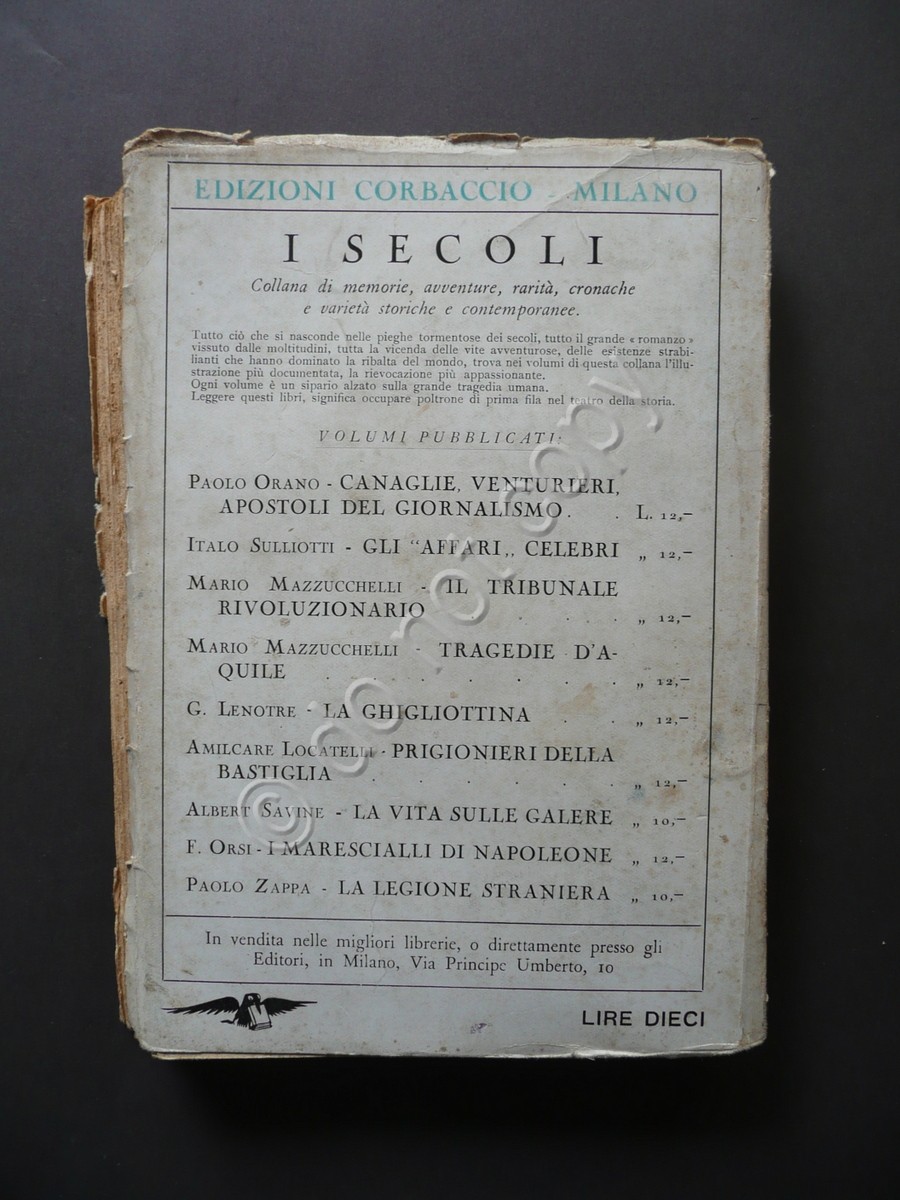 EDIZIONI CORBACCIO - MILANO
I SECOLI
Collana di memorie, avventure, rarità, cronache
e varietà storiche e contemporanee.
Tutto ciò che si nasconde nelle pieghe tormentose dei secoli, tutto il grande « romanzo »
vissuto dalle moltitudini, tutta la vicenda delle vite avventurose, delle esistenze strabi-
lianti che hanno dominato la ribalta del mondo, trova nei volumi di questa collana l'illu-
strazione più documentata, la rievocazione più appassionante.
Ogni volume è un sipario alzato sulla grande tragedia umana.
Leggere questi libri, significa occupare poltrone di prima fila nel teatro della storia.
VOLUMI PUBBLICATI:
PAOLO ORANO - CANAGLIE, VENTURIERI,
APOSTOLI DEL GIORNALISMO . . L. 12,–
ITALO SULLIOTTI - GLI "AFFARI„ CELEBRI „ 12,–
MARIO MAZZUCCHELLI - IL TRIBUNALE
RIVOLUZIONARIO . . . . . „ 12,–
MARIO MAZZUCCHELLI - TRAGEDIE D'A-
QUILE . . . . . . . „ 12,–
G. LENOTRE - LA GHIGLIOTTINA . . „ 12,–
AMILCARE LOCATELLI - PRIGIONIERI DELLA
BASTIGLIA . . . . . . „ 12,–
ALBERT SAVINE - LA VITA SULLE GALERE „ 10,–
F. ORSI - I MARESCIALLI DI NAPOLEONE „ 12,–
PAOLO ZAPPA - LA LEGIONE STRANIERA „ 10,–
In vendita nelle migliori librerie, o direttamente presso gli
Editori, in Milano, Via Principe Umberto, 10
LIRE DIECI
© do not copy